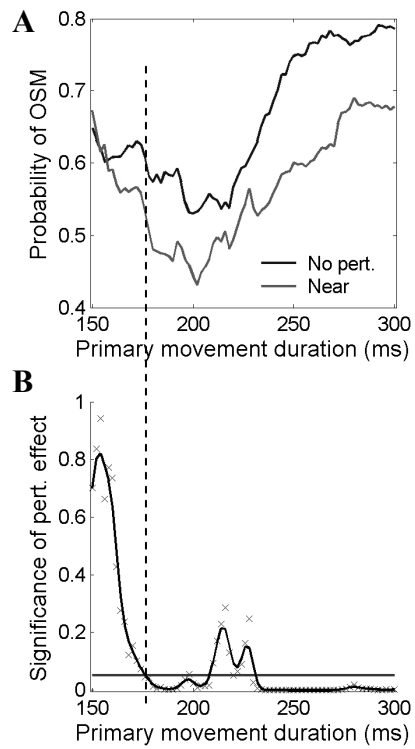 A
Probability of OSM
0.8
0.7
0.6
0.5
0.4
No pert.
Near
150 200 250 300
Primary movement duration (ms)
B
Significance of pert. effect
1
0.8
0.6
0.4
0.2
0
150 200 250 300
Primary movement duration (ms)